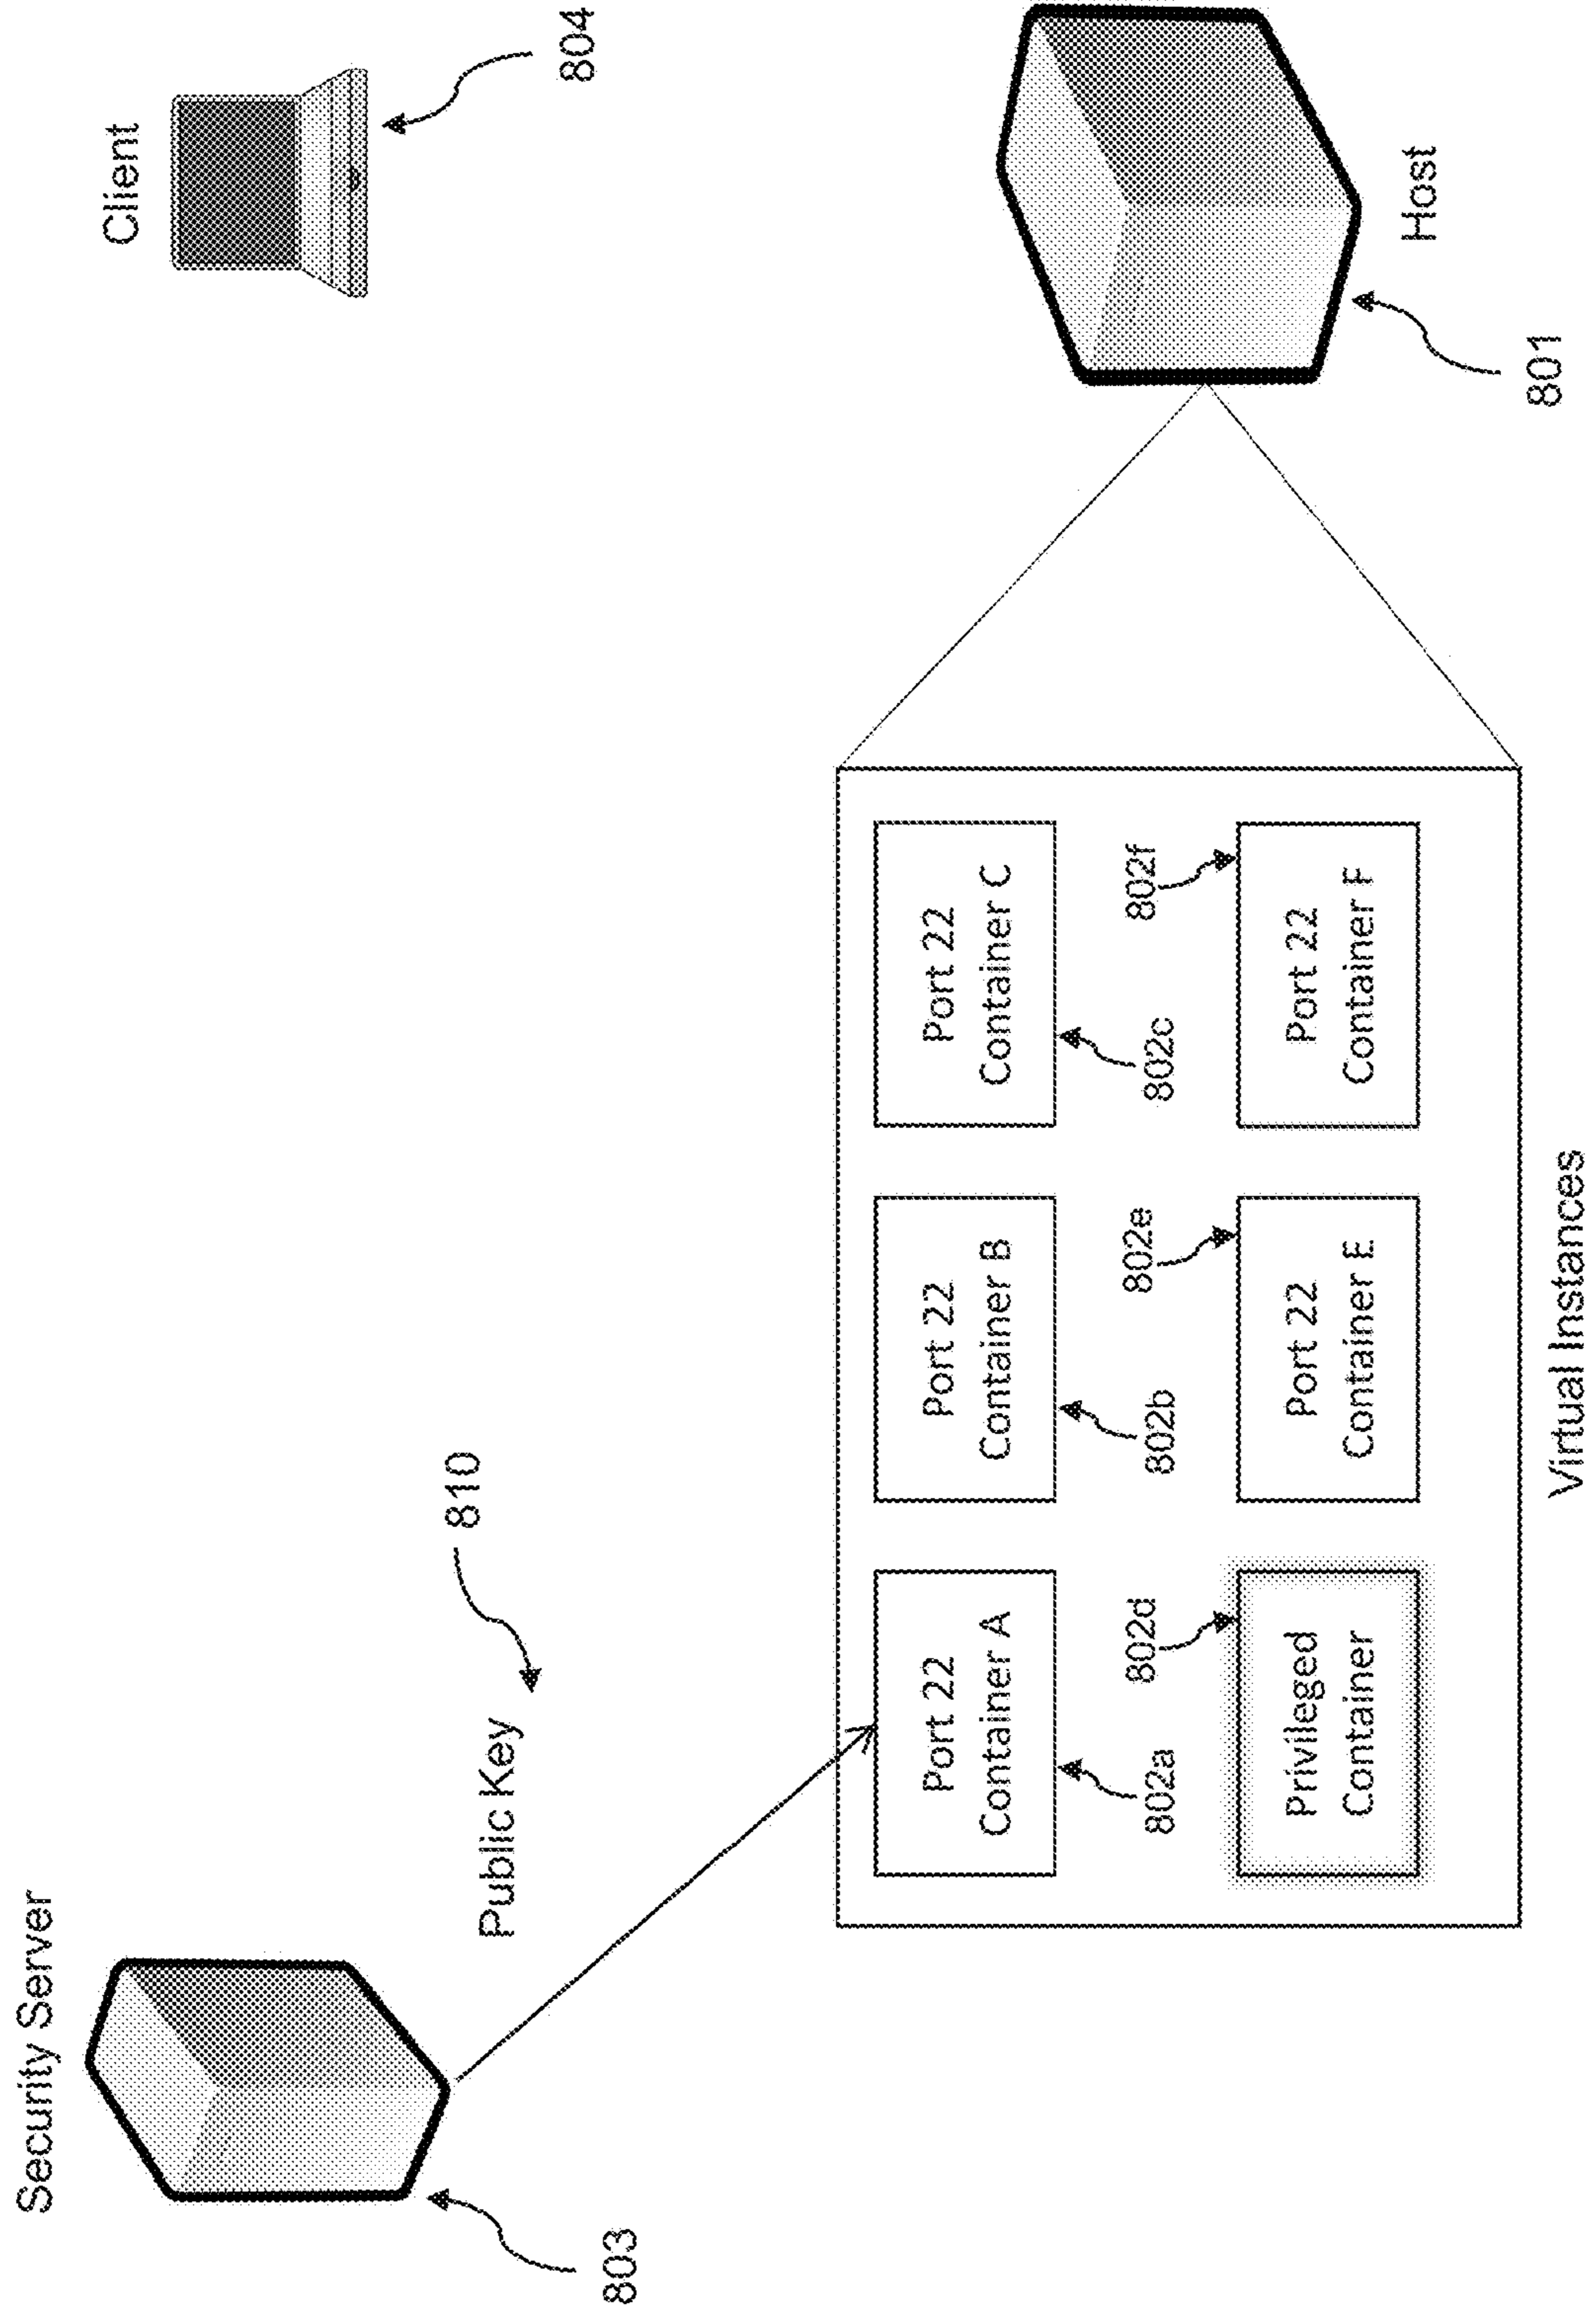 Security Server
803
Public Key
810
Client
804
Port 22
Container A
802a
Port 22
Container B
802b
Port 22
Container C
802c
802d
Privileged
Container
802e
Port 22
Container E
802f
Port 22
Container F
Virtual Instances
Host
801